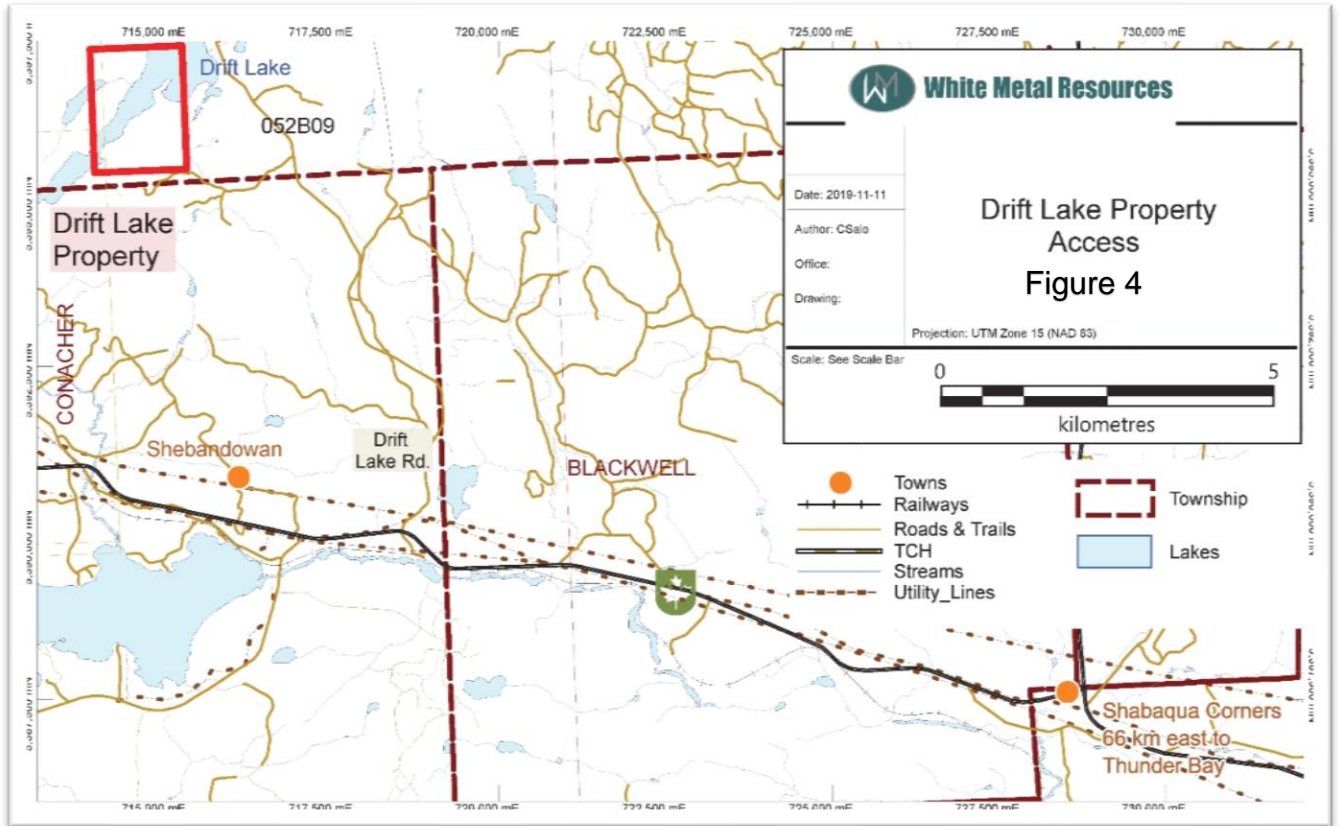 715,000 mE
717,500 mE
720,000 mE
722,500 mE
725,000 mE
727,500 mE
730,000 mE
Drift Lake
052B09
Drift Lake
Property
CONACHER
Shebandowan
Drift
Lake Rd.
BLACKWELL
WM White Metal Resources
Date: 2019-11-11
Author: CSalo
Office:
Drawing:
Drift Lake Property
Access
Figure 4
Projection: UTM Zone 15 (NAD 83)
Scale: See Scale Bar
0 5
kilometres
Towns
Railways
Roads & Trails
TCH
Streams
Utility_Lines
Township
Lakes
Shabaqua Corners
66 km east to
Thunder Bay
715,000 mE
717,500 mE
720,000 mE
722,500 mE
725,000 mE
727,500 mE
730,000 mE